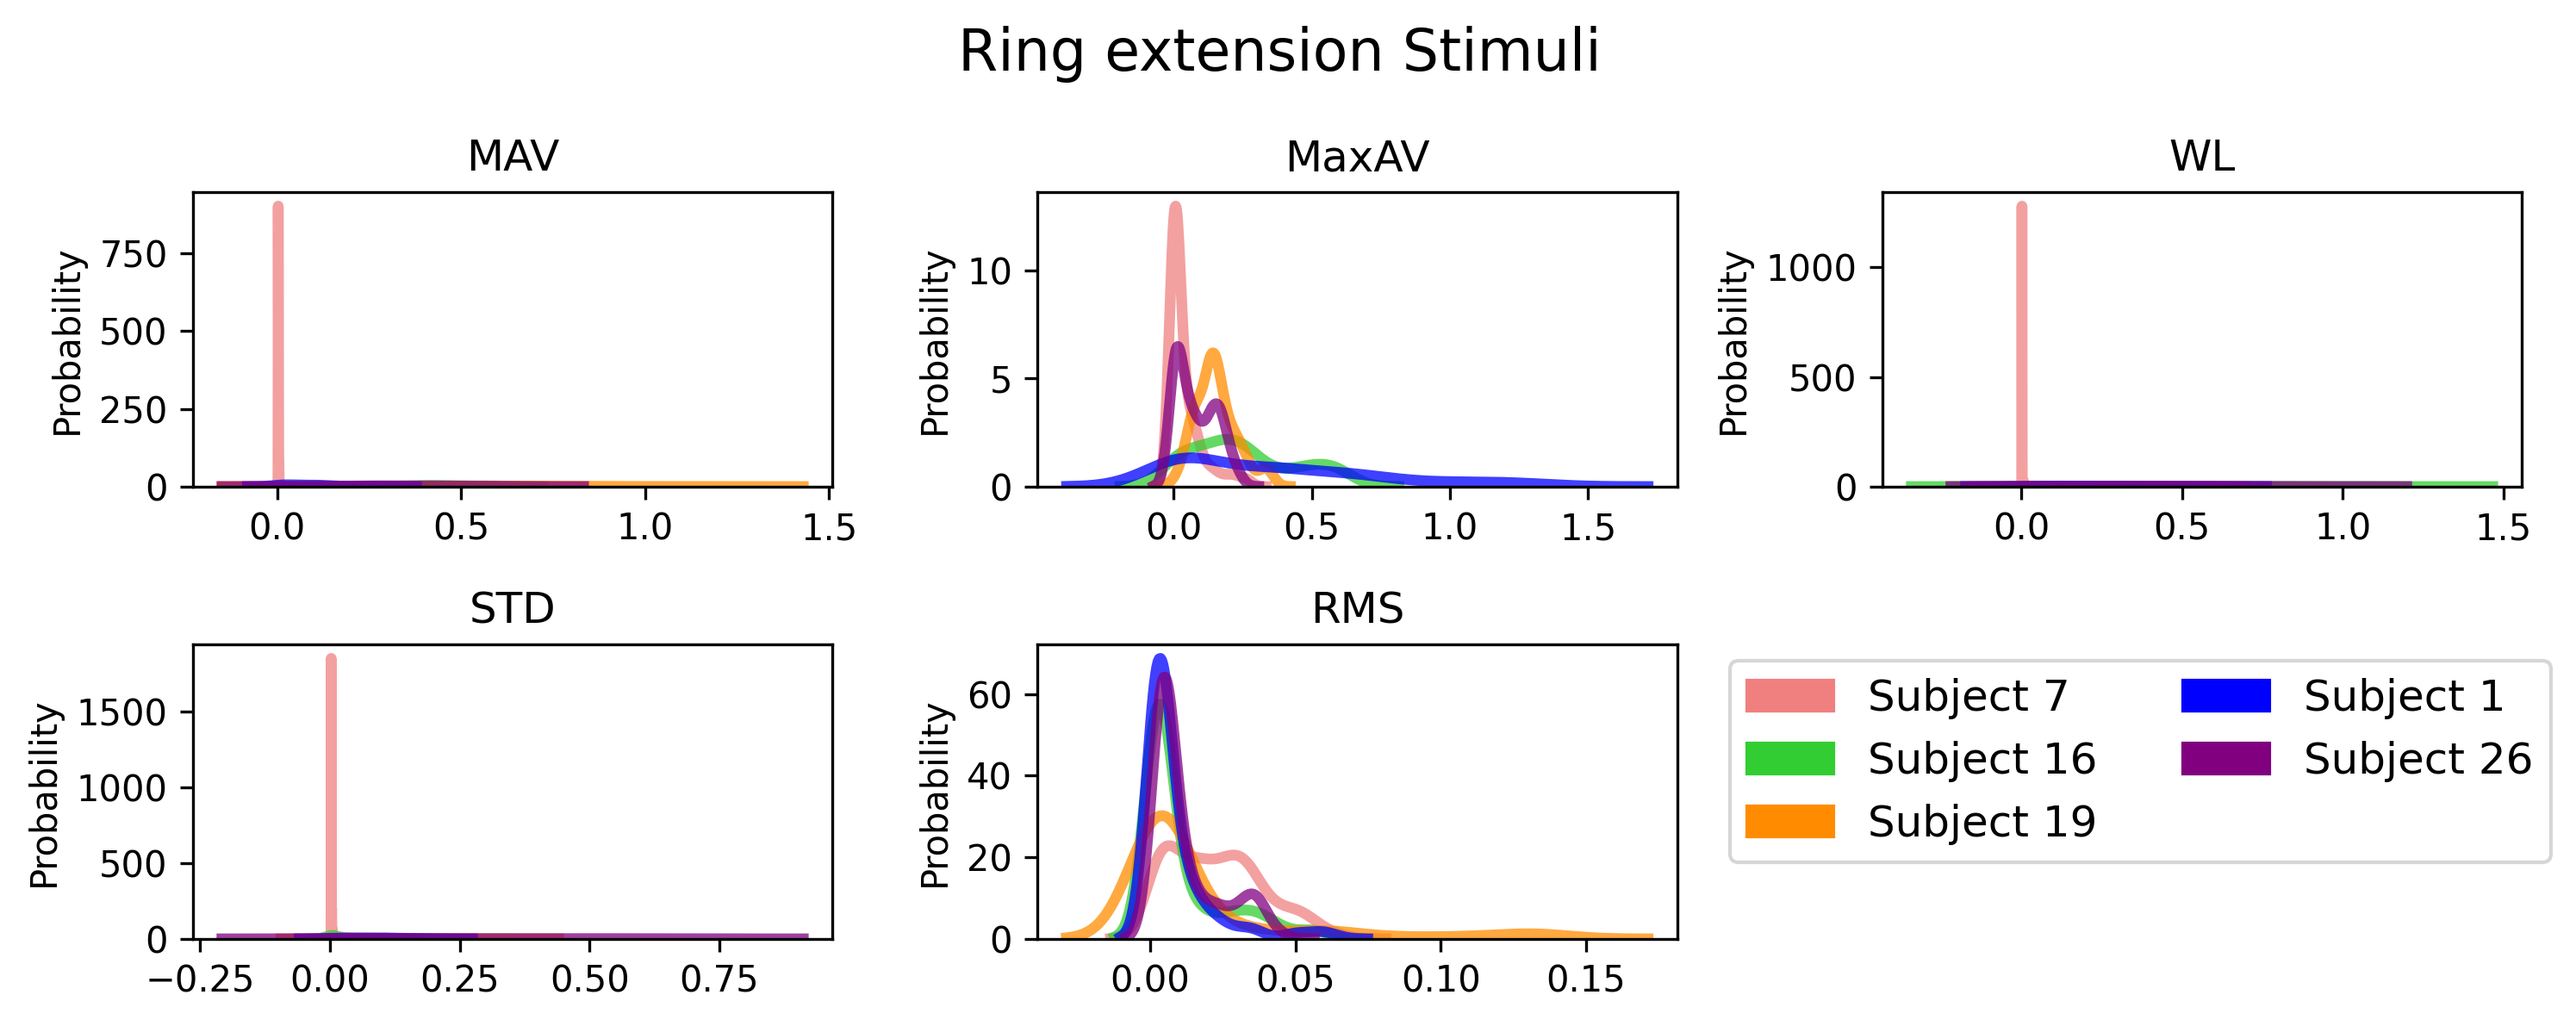 Ring extension Stimuli
MAV
Probability
750
500
250
0
0.0 0.5 1.0 1.5
MaxAV
Probability
10
5
0
0.0 0.5 1.0 1.5
WL
Probability
1000
500
0
0.0 0.5 1.0 1.5
STD
Probability
1500
1000
500
0
−0.25 0.00 0.25 0.50 0.75
RMS
Probability
60
40
20
0
0.00 0.05 0.10 0.15
Subject 7
Subject 16
Subject 19
Subject 1
Subject 26